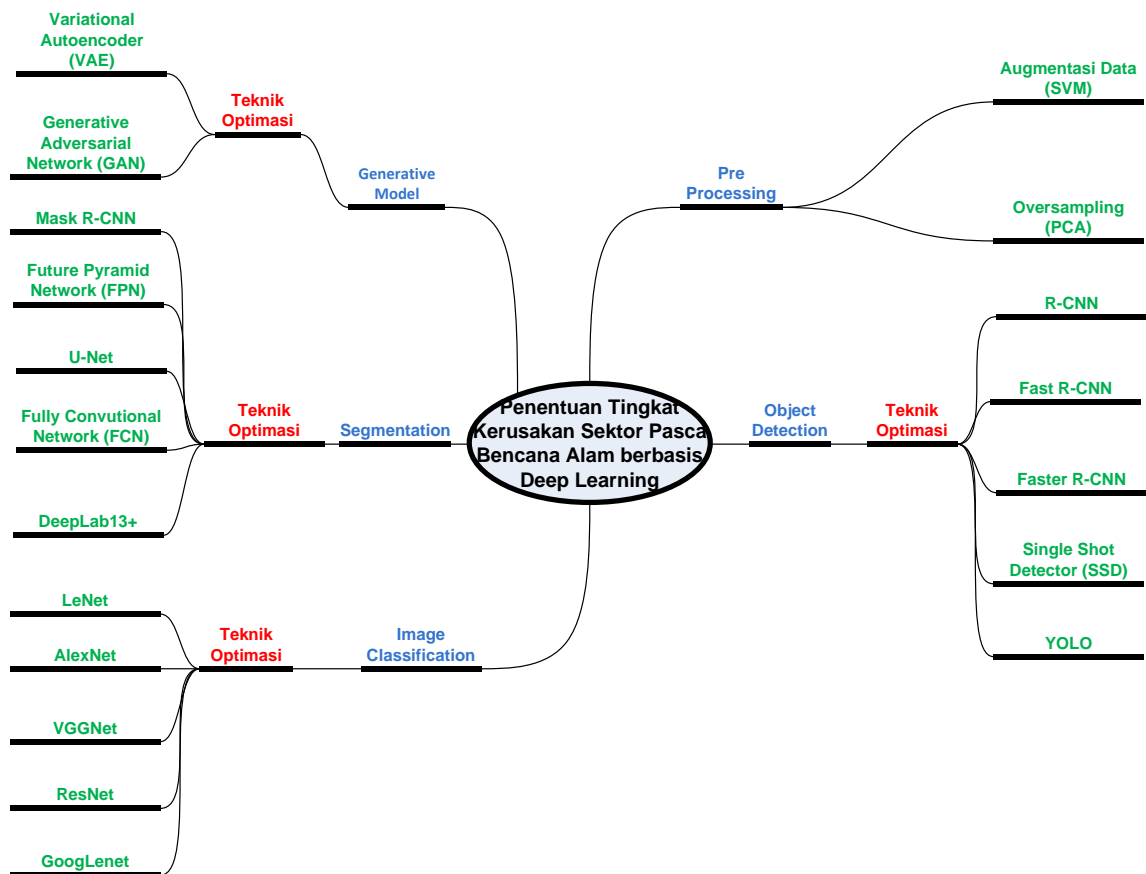 Variational
Autoencoder
(VAE)
Generative
Adversarial
Network (GAN)
Teknik
Optimasi
Generative
Model
Mask R-CNN
Future Pyramid
Network (FPN)
U-Net
Fully Convutional
Network (FCN)
DeepLab13+
Teknik
Optimasi
Segmentation
LeNet
AlexNet
VGGNet
ResNet
GoogLenet
Teknik
Optimasi
Image
Classification
Penentuan Tingkat
Kerusakan Sektor Pasca
Bencana Alam berbasis
Deep Learning
Pre
Processing
Augmentasi Data
(SVM)
Oversampling
(PCA)
Object
Detection
Teknik
Optimasi
R-CNN
Fast R-CNN
Faster R-CNN
Single Shot
Detector (SSD)
YOLO